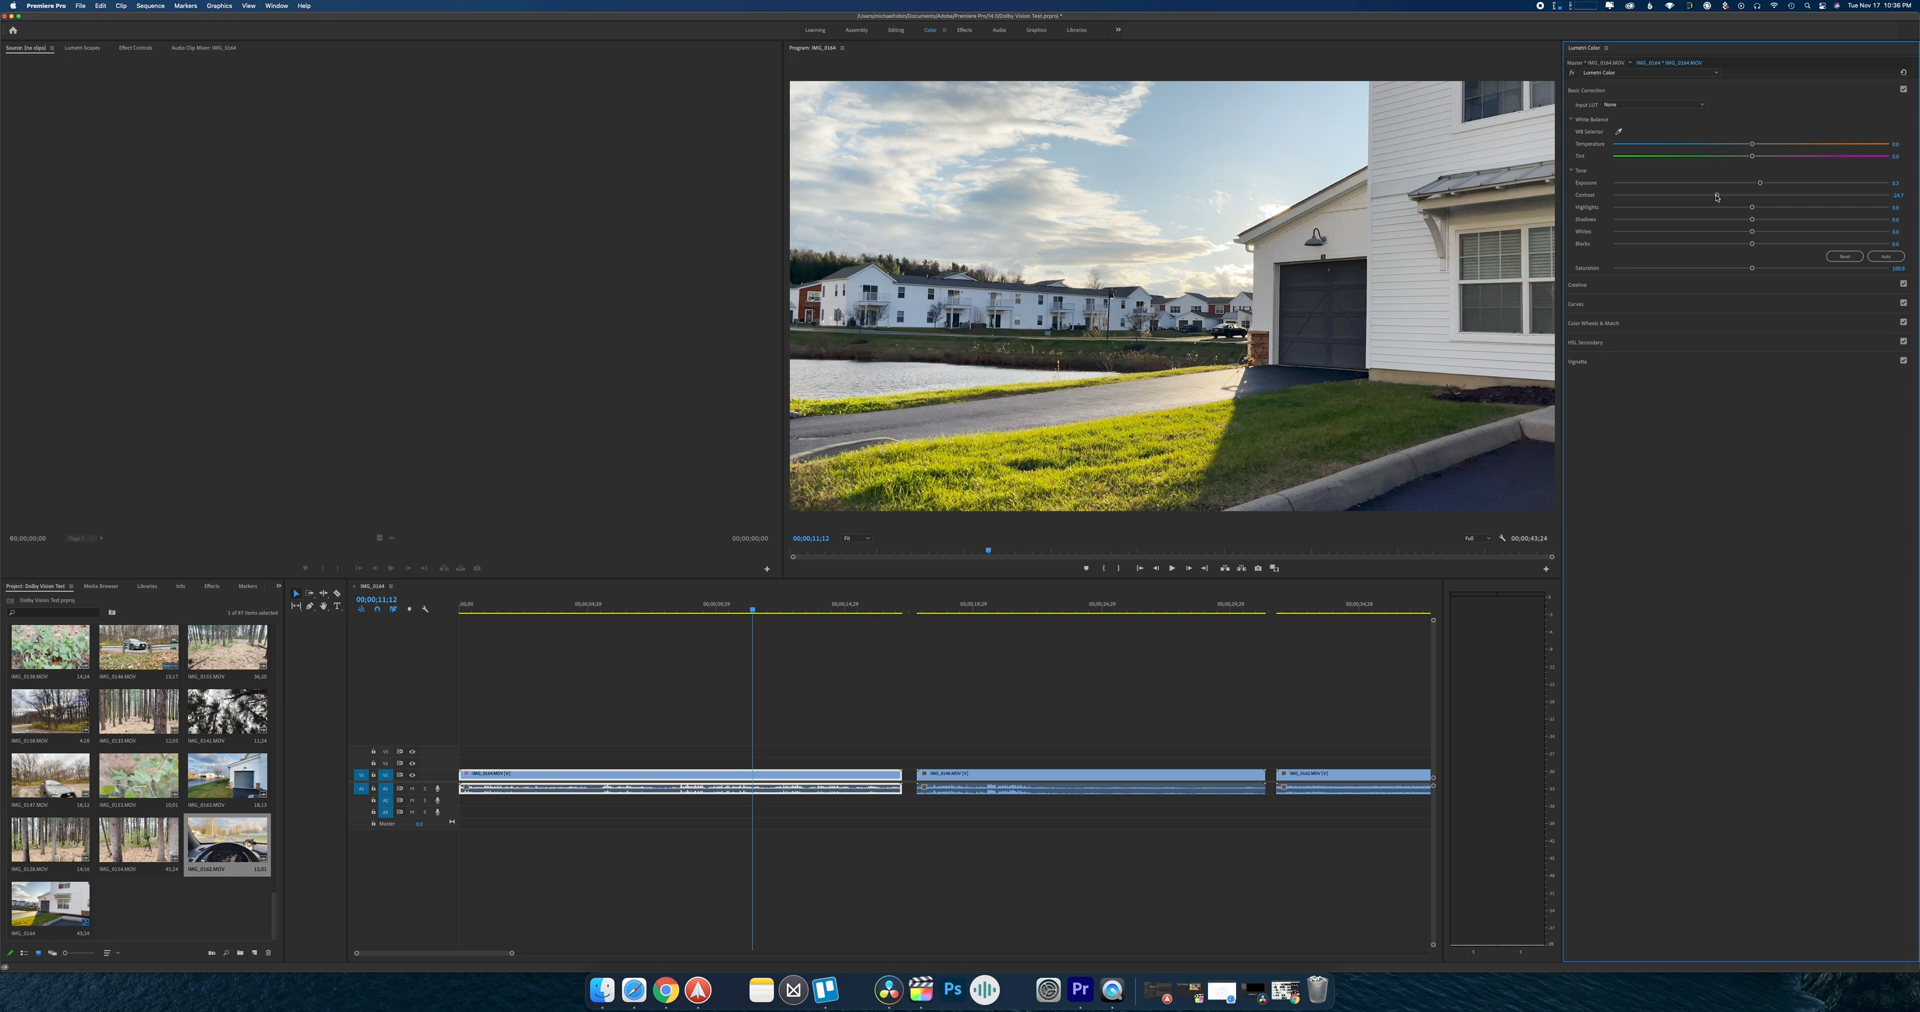 Premiere Pro File Edit Clip Sequence Markers Graphics View Window Help
Tue Nov 17 10:36 PM
/Users/michaeltobin/Documents/Adobe/Premiere Pro/14.0/Dolby Vision Test.prproj *
Learning Assembly Editing Color Effects Audio Graphics Libraries
Source: (no clips) Lumetri Scopes Effect Controls Audio Clip Mixer: IMG_0164
Program: IMG_0164
Lumetri Color
Master * IMG_0164.MOV IMG_0164 * IMG_0164.MOV
fx Lumetri Color
Basic Correction
Input LUT None
White Balance
WB Selector
Temperature 0.0
Tint 0.0
Tone
Exposure 0.3
Contrast -24.7
Highlights 0.0
Shadows 0.0
Whites 0.0
Blacks 0.0
Reset Auto
Saturation 100.0
Creative
Curves
Color Wheels & Match
HSL Secondary
Vignette
00;00;00;00 Page 1 00;00;00;00
00;00;11;12 Fit Full 00;00;43;24
Project: Dolby Vision Test Media Browser Libraries Info Effects Markers
Dolby Vision Test.prproj
1 of 97 items selected
IMG_0138.MOV 14;24 IMG_0146.MOV 13;17 IMG_0155.MOV 36;20
IMG_0158.MOV 4;28 IMG_0133.MOV 12;03 IMG_0141.MOV 11;24
IMG_0147.MOV 16;12 IMG_0153.MOV 10;01 IMG_0163.MOV 18;13
IMG_0128.MOV 14;16 IMG_0154.MOV 45;24 IMG_0162.MOV 12;01
IMG_0164 43;24
IMG_0164
00;00;11;12
;00;00 00;00;04;29 00;00;09;29 00;00;14;29 00;00;19;29 00;00;24;29 00;00;29;29 00;00;34;28
V3
V2
V1 V1 IMG_0164.MOV [V] IMG_0146.MOV [V] IMG_0162.MOV [V]
A1 A1 M S
A2 M S
A3 M S
Master 0.0
S S
Ps Pr